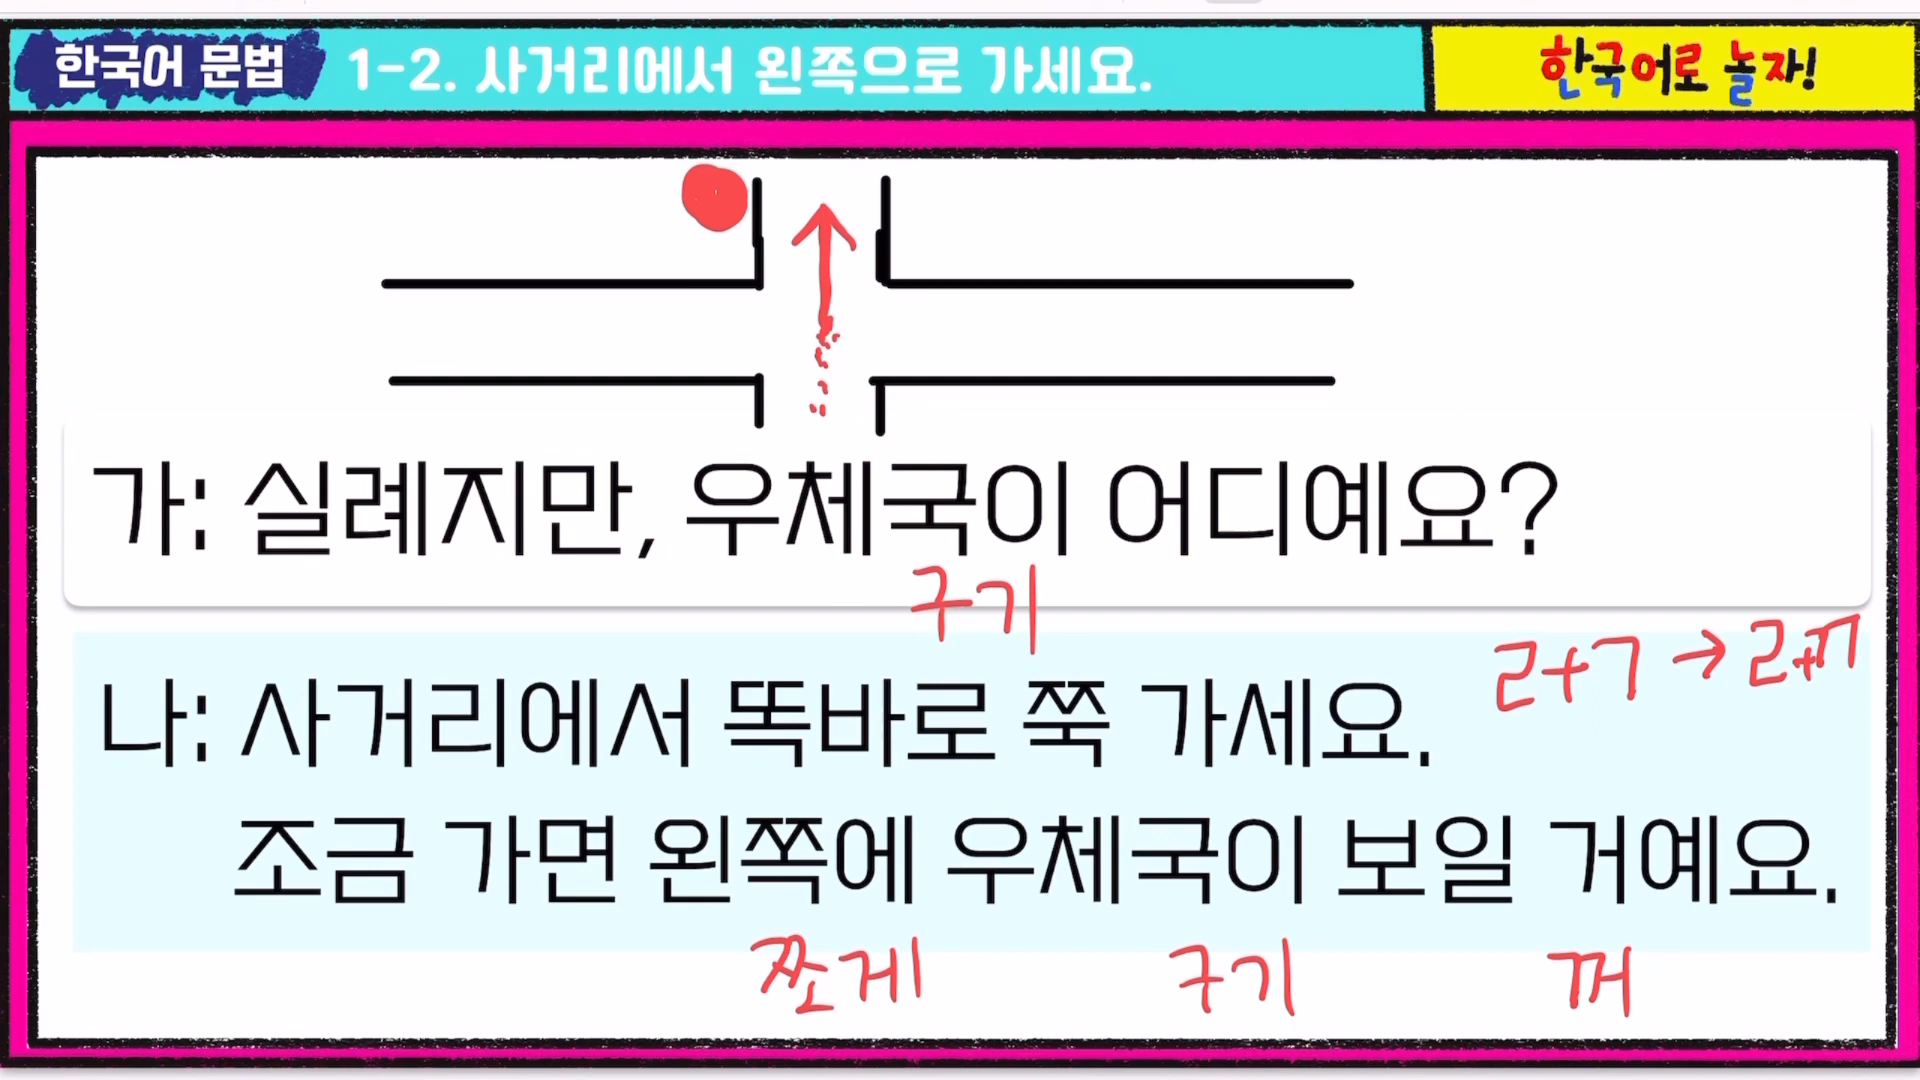 한국어 문법
1-2. 사거리에서 왼쪽으로 가세요.
한국어로 놀자!
가: 실례지만, 우체국이 어디예요?
구기
ㄹ+ㄱ → ㄹ+ㄲ
나: 사거리에서 똑바로 쭉 가세요.
조금 가면 왼쪽에 우체국이 보일 거예요.
쪼게 구기 꺼